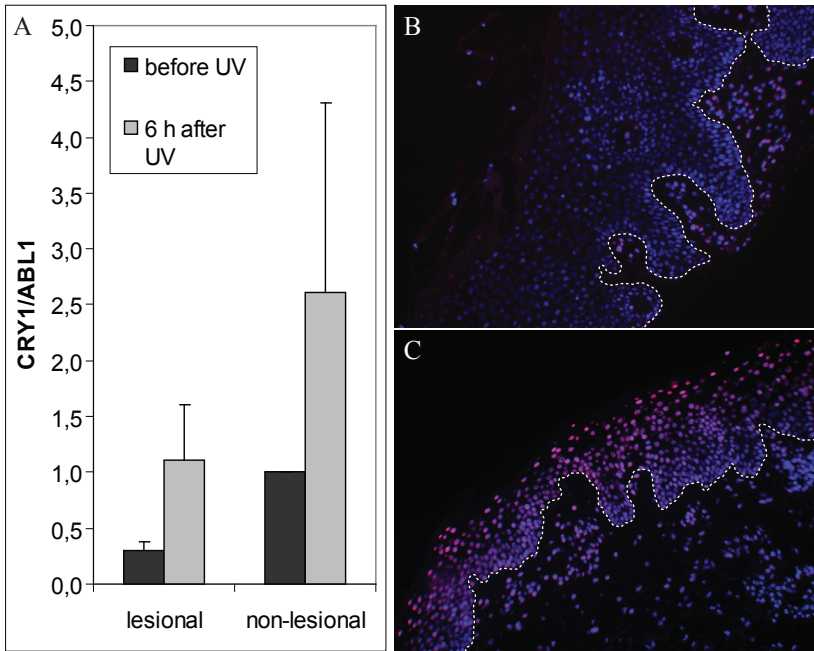 A
5,0
4,5
4,0
3,5
3,0
2,5
2,0
1,5
1,0
0,5
0,0
CRY1/ABL1
before UV
6 h after
UV
lesional non-lesional
B
C